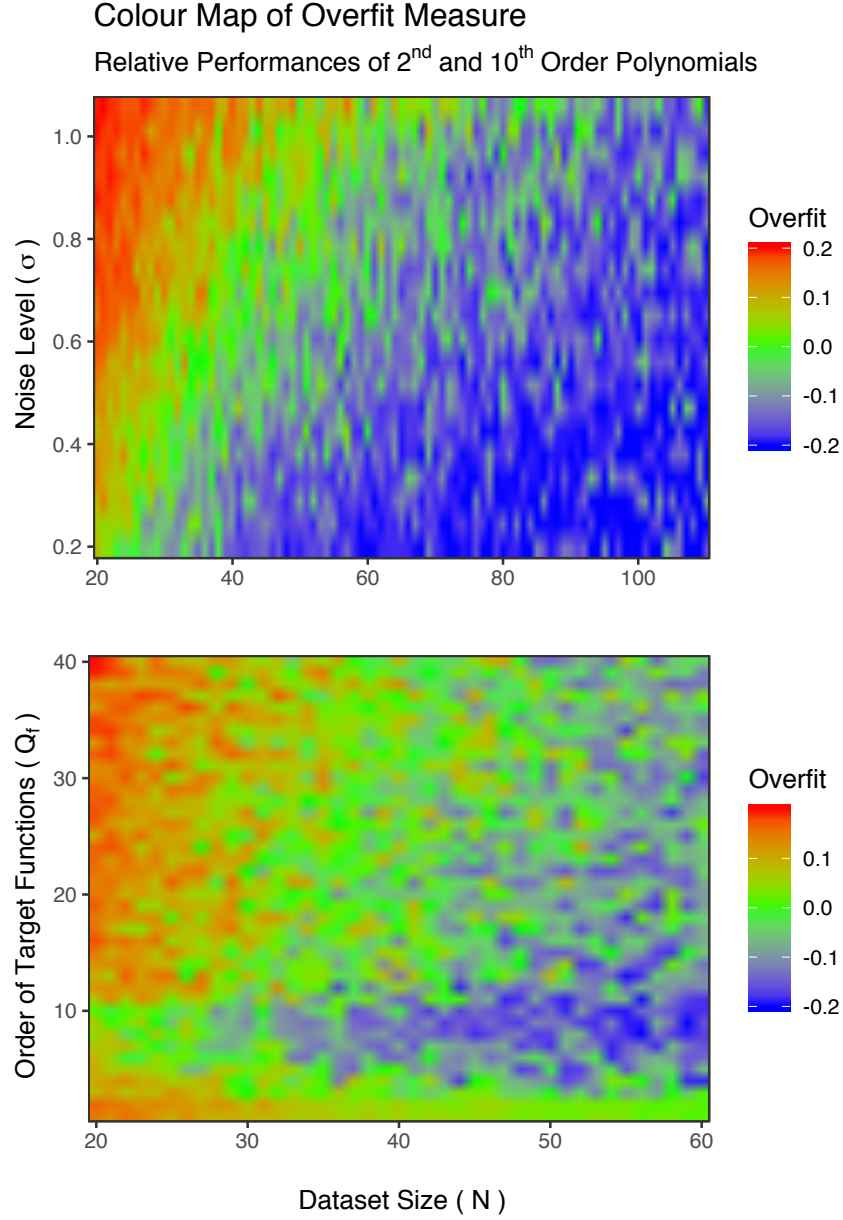 Colour Map of Overfit Measure
Relative Performances of 2nd and 10th Order Polynomials
Noise Level ( σ )
1.0
0.8
0.6
0.4
0.2
20 40 60 80 100
Overfit
0.2
0.1
0.0
-0.1
-0.2
Order of Target Functions ( Qf )
40
30
20
10
20 30 40 50 60
Overfit
0.1
0.0
-0.1
-0.2
Dataset Size ( N )